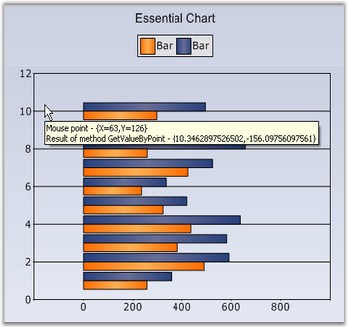 Essential Chart
Bar Bar
12
10
Mouse point - {X=63,Y=126}
Result of method GetValueByPoint - {10.3462897526502,-156.09756097561}
8
6
4
2
0
0 200 400 600 800